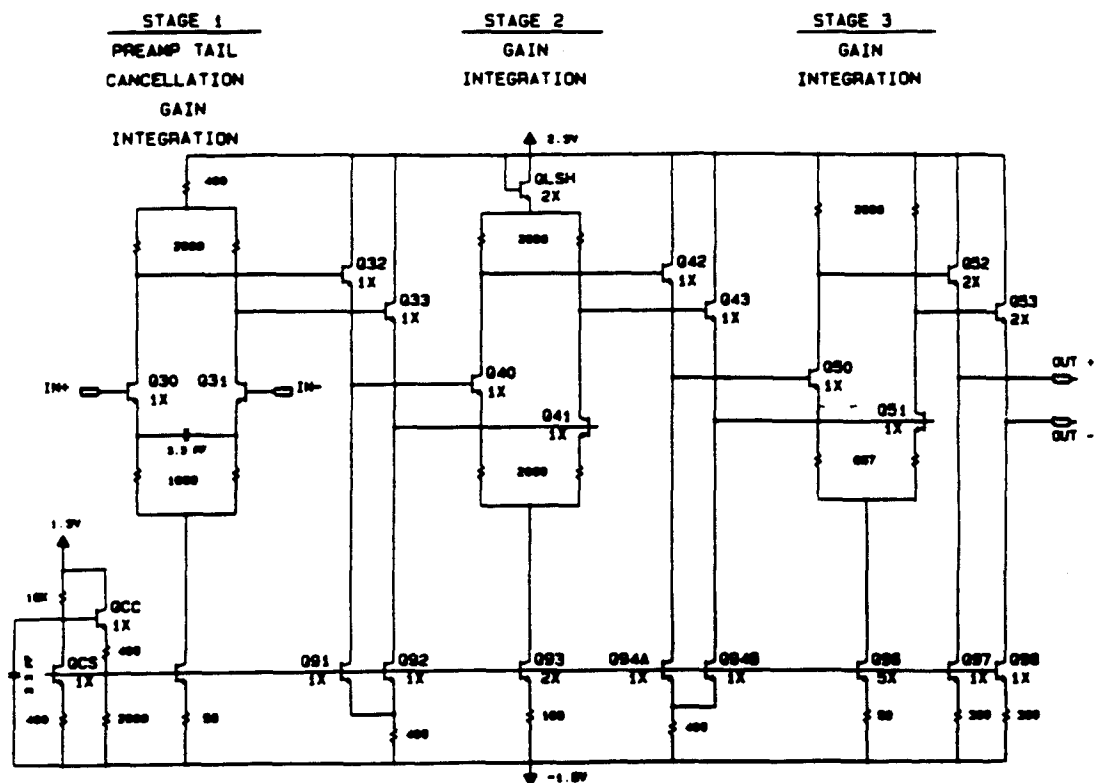 STAGE 1
PREAMP TAIL
CANCELLATION
GAIN
INTEGRATION
STAGE 2
GAIN
INTEGRATION
STAGE 3
GAIN
INTEGRATION
400
QLSH
2X
2000
2000
2000
Q32
1X
Q33
1X
Q42
1X
Q43
1X
Q52
2X
Q53
2X
IN+
Q30
1X
Q31
IN-
Q40
1X
Q41
1X
Q50
1X
Q51
1X
OUT +
OUT -
1000
2000
10K
QCC
1X
400
QCS
1X
Q91
1X
Q92
1X
Q93
2X
Q94A
1X
Q94B
1X
Q96
5X
Q97
1X
1X
400
2000
50
400
100
400
50
300
300